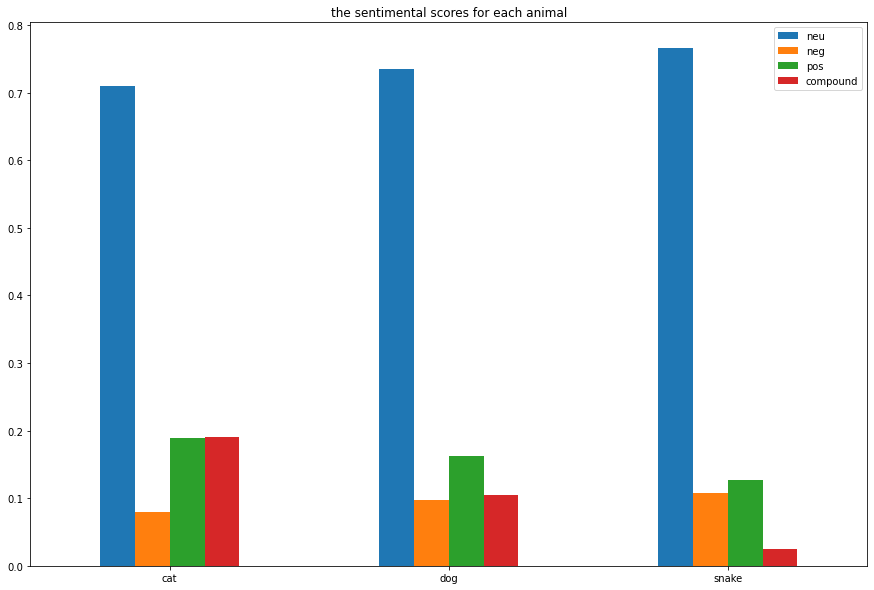 the sentimental scores for each animal
neu
neg
pos
compound
0.8
0.7
0.6
0.5
0.4
0.3
0.2
0.1
0.0
cat dog snake